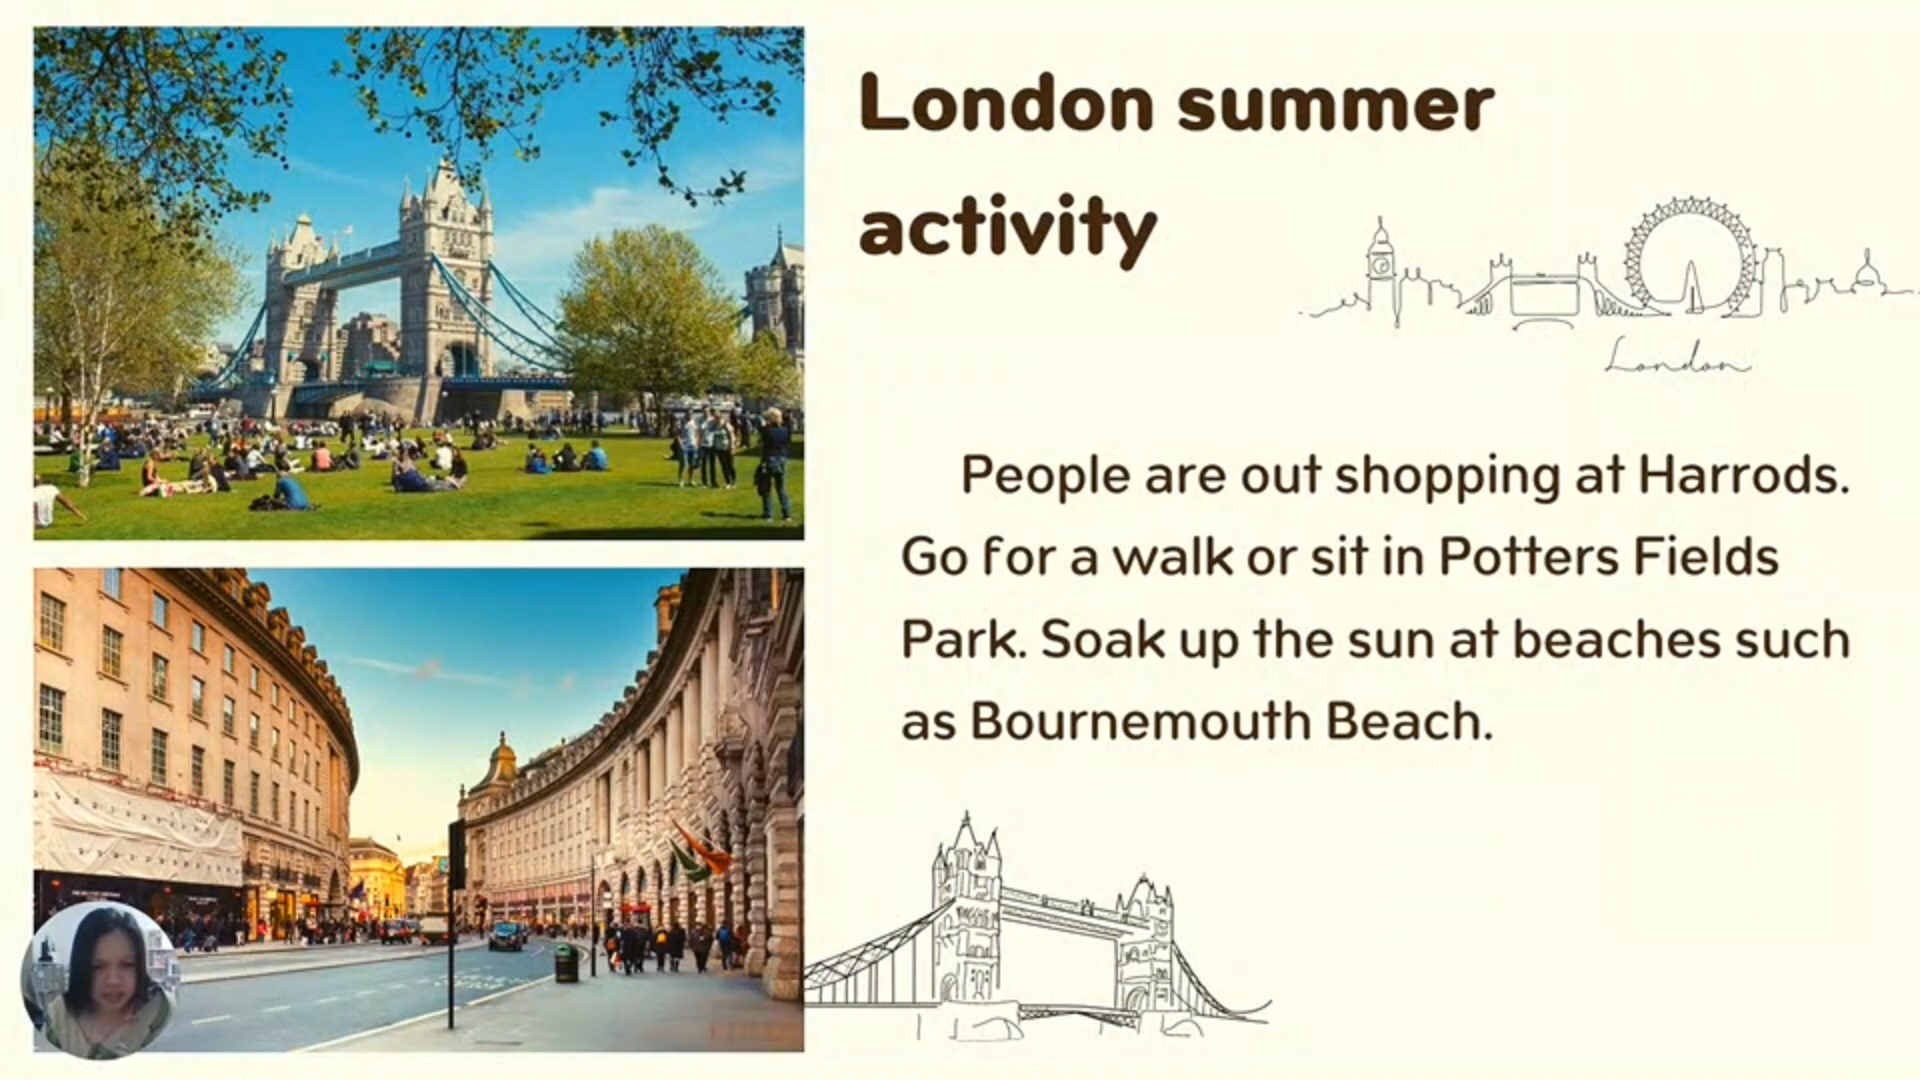 London summer
activity
London
People are out shopping at Harrods.
Go for a walk or sit in Potters Fields
Park. Soak up the sun at beaches such
as Bournemouth Beach.